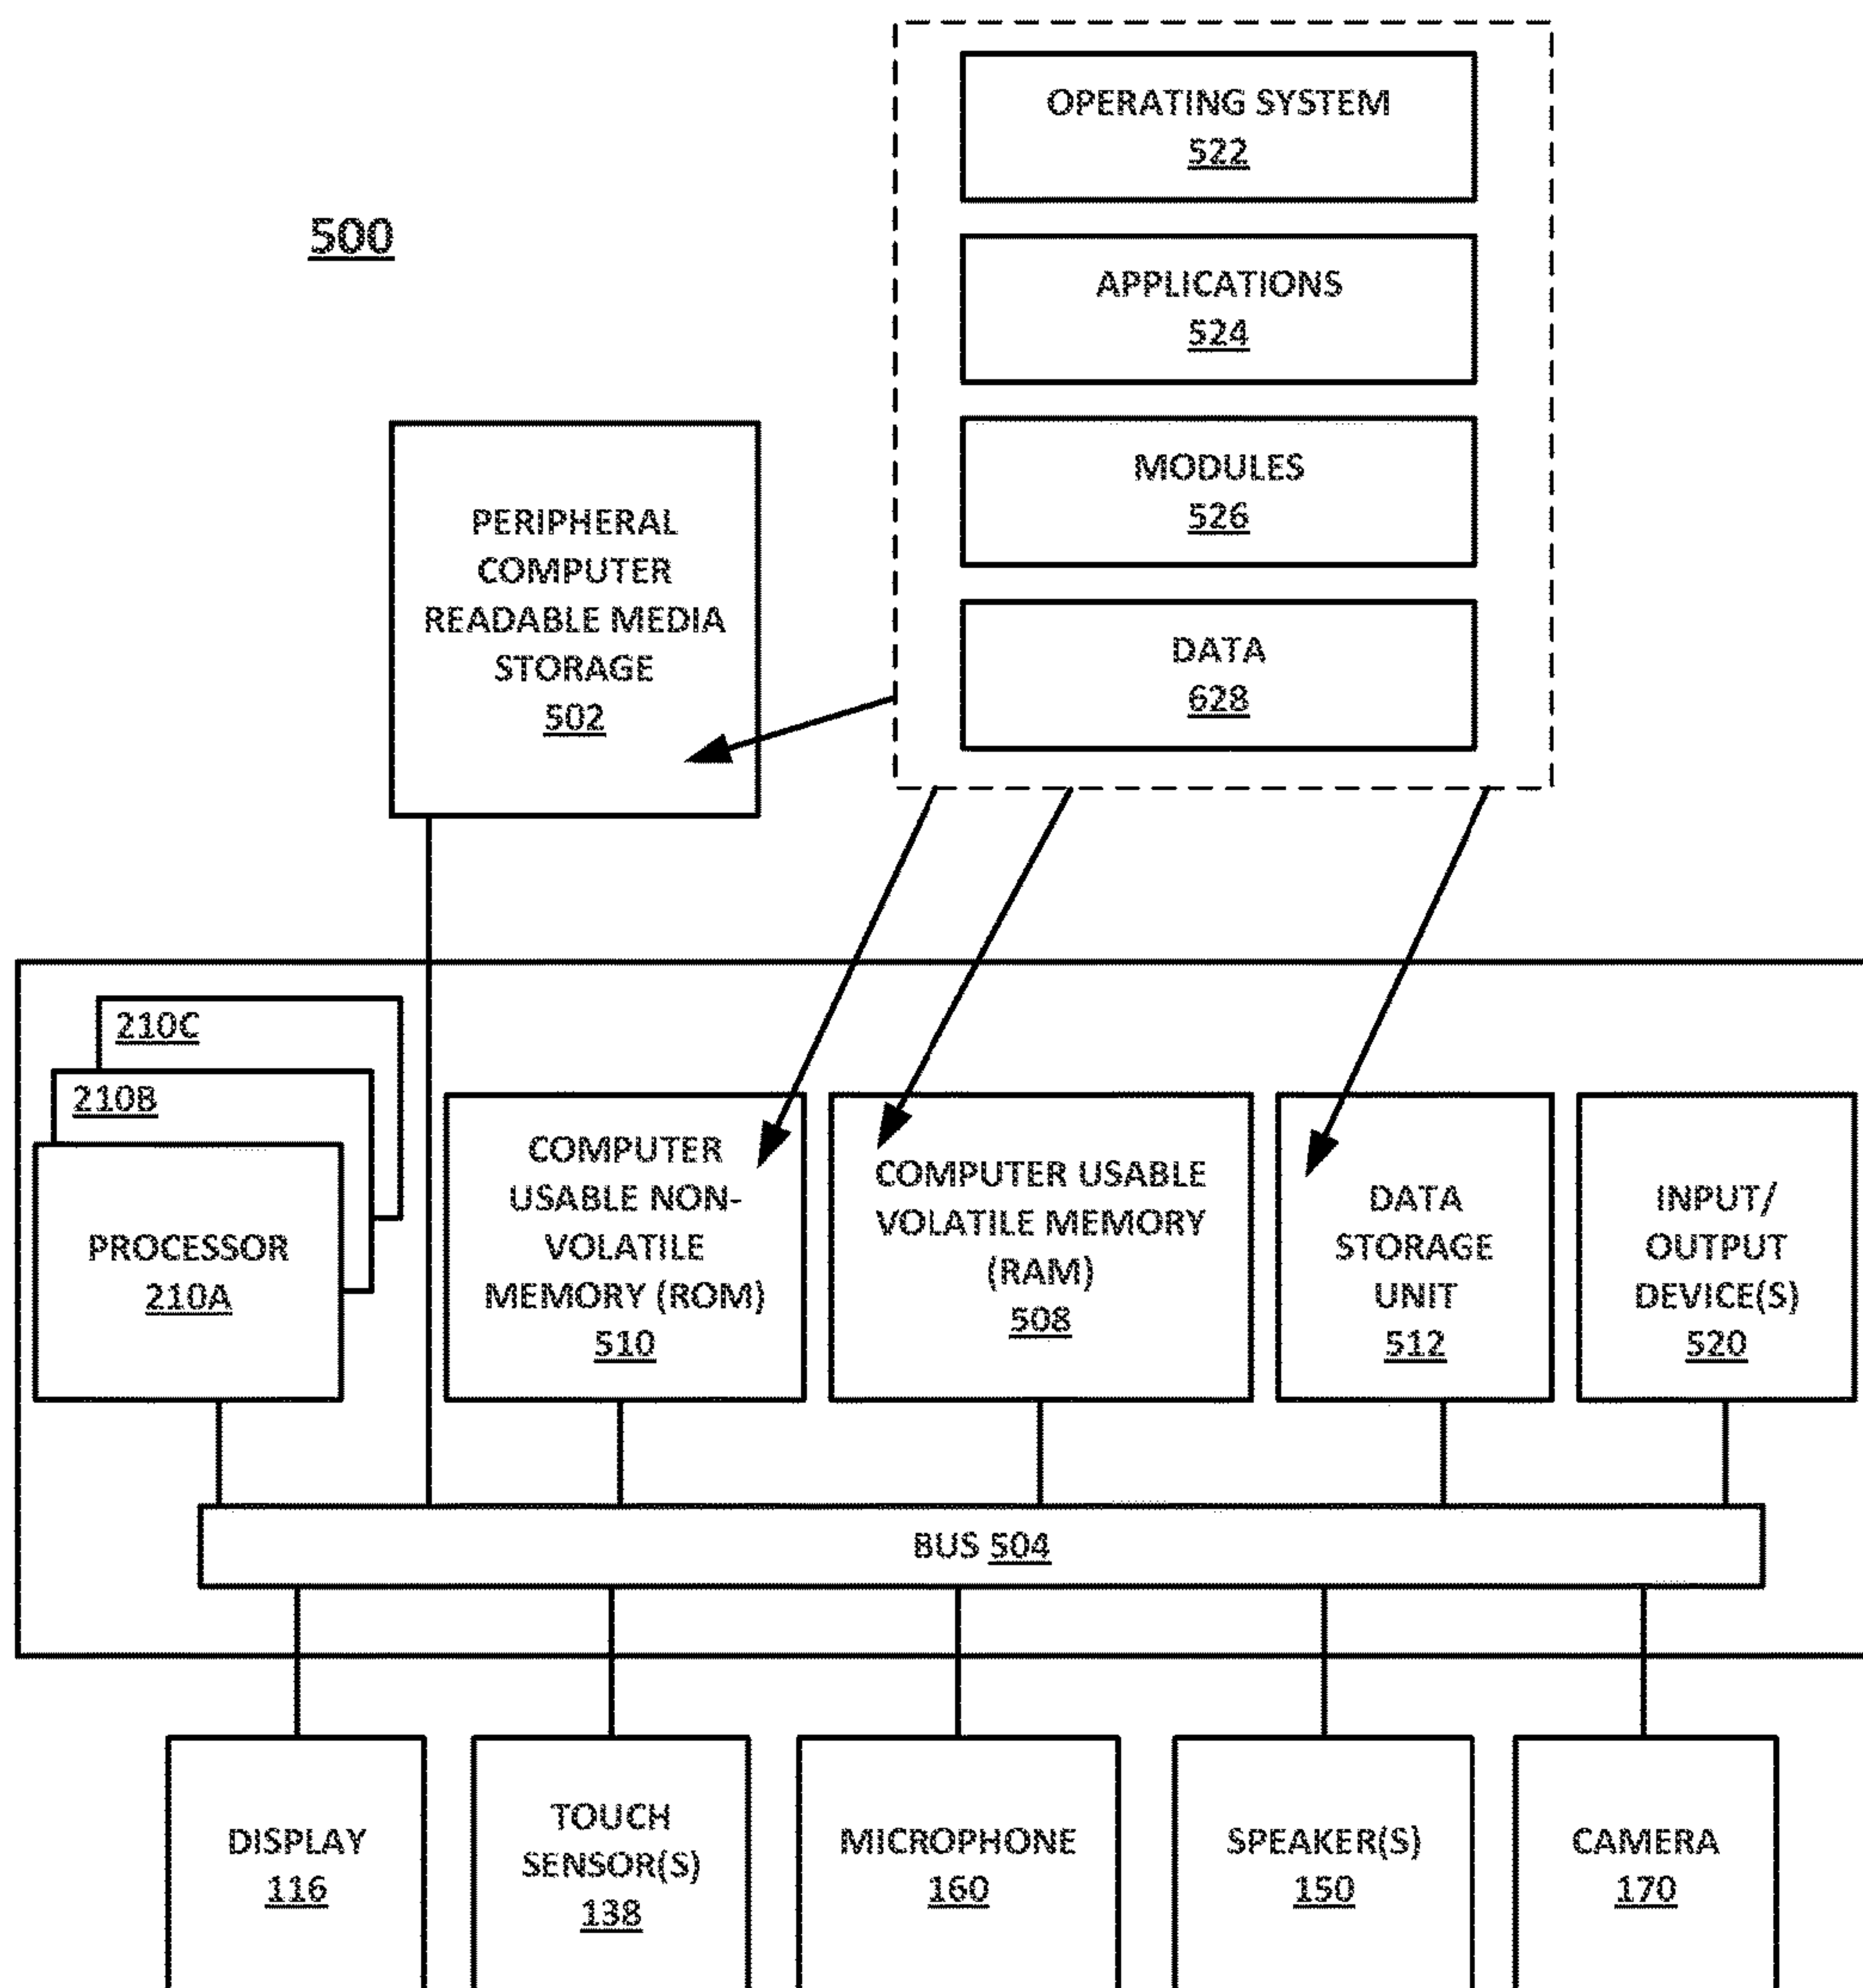 500
OPERATING SYSTEM
522
APPLICATIONS
524
MODULES
526
DATA
628
PERIPHERAL
COMPUTER
READABLE MEDIA
STORAGE
502
210C
210B
PROCESSOR
210A
COMPUTER
USABLE NON-
VOLATILE
MEMORY (ROM)
510
COMPUTER USABLE
VOLATILE MEMORY
(RAM)
508
DATA
STORAGE
UNIT
512
INPUT/
OUTPUT
DEVICE(S)
520
BUS 504
DISPLAY
116
TOUCH
SENSOR(S)
138
MICROPHONE
160
SPEAKER(S)
150
CAMERA
170